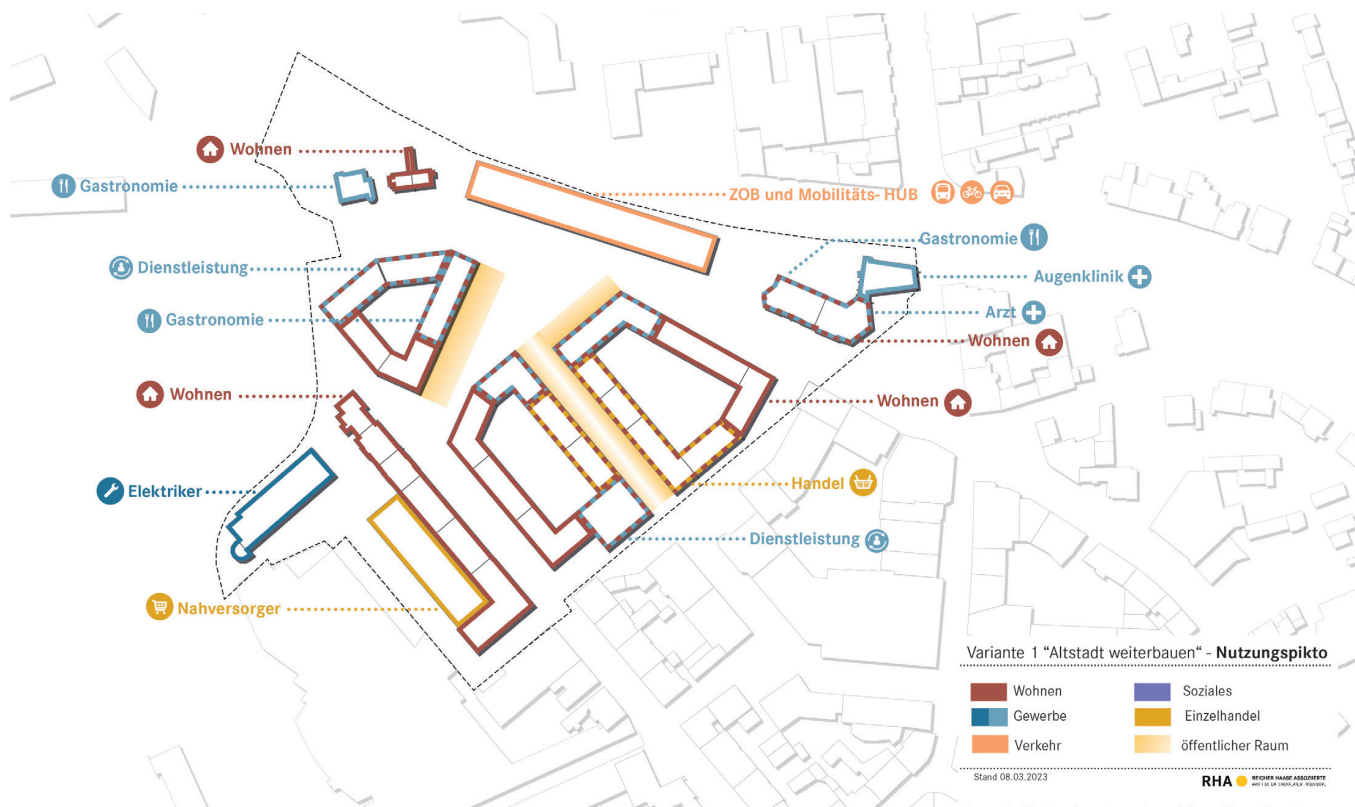 Wohnen
Gastronomie
ZOB und Mobilitäts- HUB
Gastronomie
Dienstleistung
Augenklinik
Gastronomie
Arzt
Wohnen
Wohnen
Wohnen
Elektriker
Handel
Dienstleistung
Nahversorger
Variante 1 "Altstadt weiterbauen" - Nutzungspikto
Wohnen
Soziales
Gewerbe
Einzelhandel
Verkehr
öffentlicher Raum
Stand 08.03.2023
RHA
REICHER HAASE ASSOZIIERTE